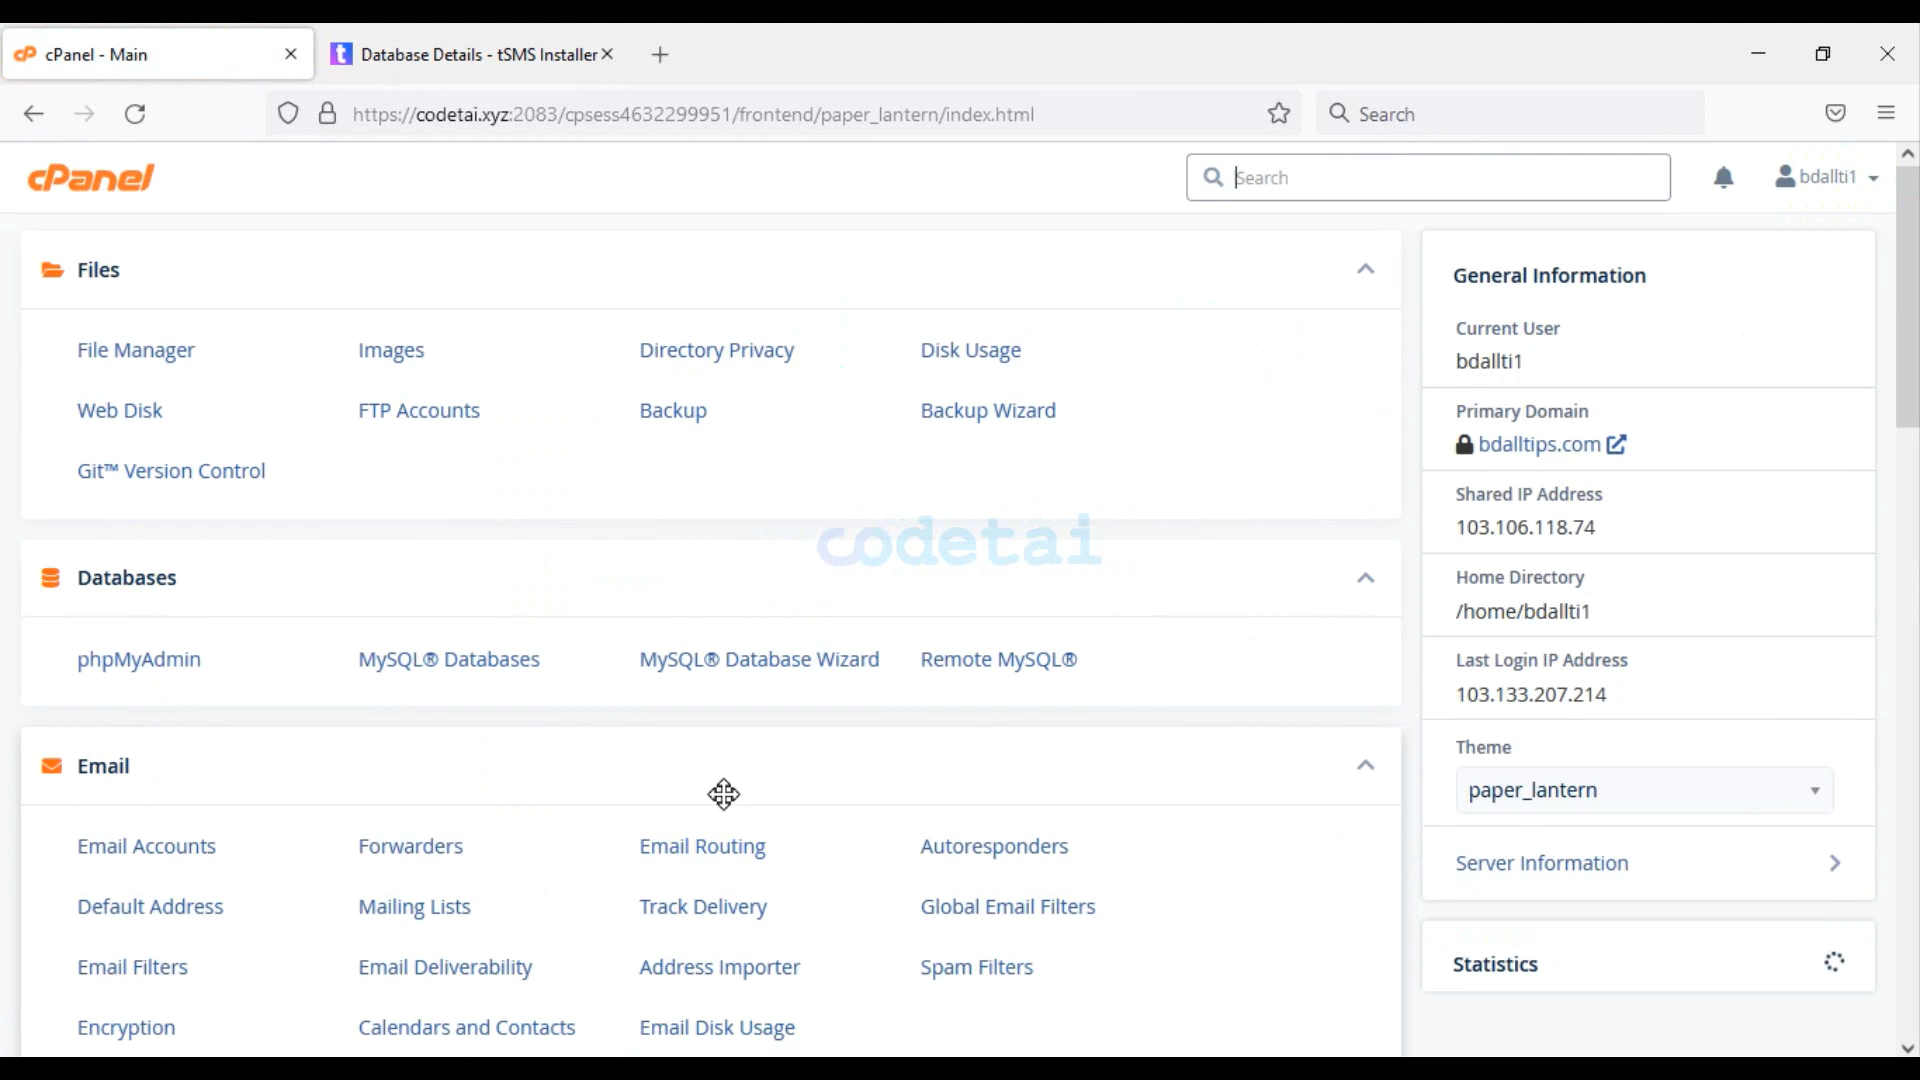 cPanel - Main
Database Details - tSMS Installer
https://codetai.xyz:2083/cpsess4632299951/frontend/paper_lantern/index.html
Search
cPanel
Search
bdallti1
Files
File Manager
Images
Directory Privacy
Disk Usage
Web Disk
FTP Accounts
Backup
Backup Wizard
Git™ Version Control
codetai
Databases
phpMyAdmin
MySQL® Databases
MySQL® Database Wizard
Remote MySQL®
Email
Email Accounts
Forwarders
Email Routing
Autoresponders
Default Address
Mailing Lists
Track Delivery
Global Email Filters
Email Filters
Email Deliverability
Address Importer
Spam Filters
Encryption
Calendars and Contacts
Email Disk Usage
General Information
Current User
bdallti1
Primary Domain
bdalltips.com
Shared IP Address
103.106.118.74
Home Directory
/home/bdallti1
Last Login IP Address
103.133.207.214
Theme
paper_lantern
Server Information
Statistics